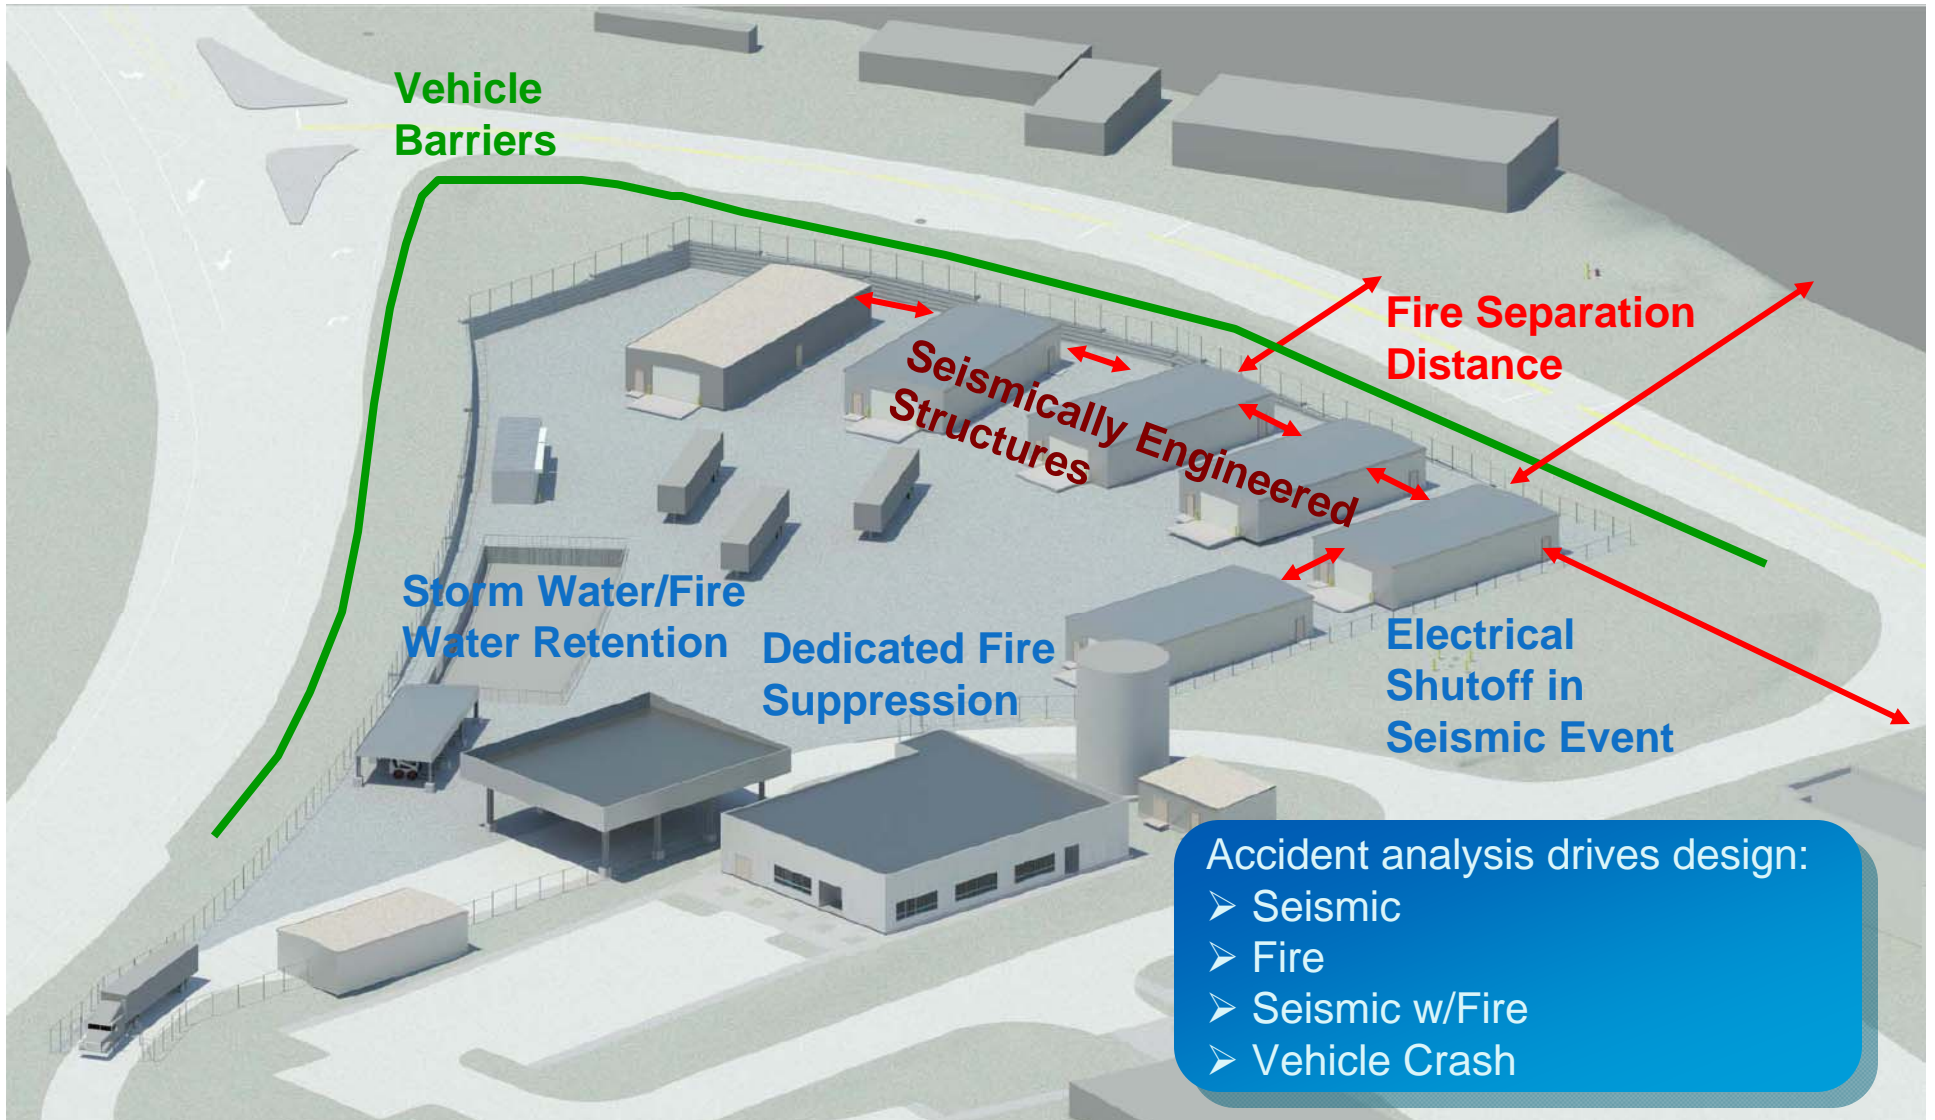 Vehicle
Barriers
Fire Separation
Distance
Seismically Engineered
Structures
Storm Water/Fire
Water Retention
Dedicated Fire
Suppression
Electrical
Shutoff in
Seismic Event
Accident analysis drives design:
➢ Seismic
➢ Fire
➢ Seismic w/Fire
➢ Vehicle Crash